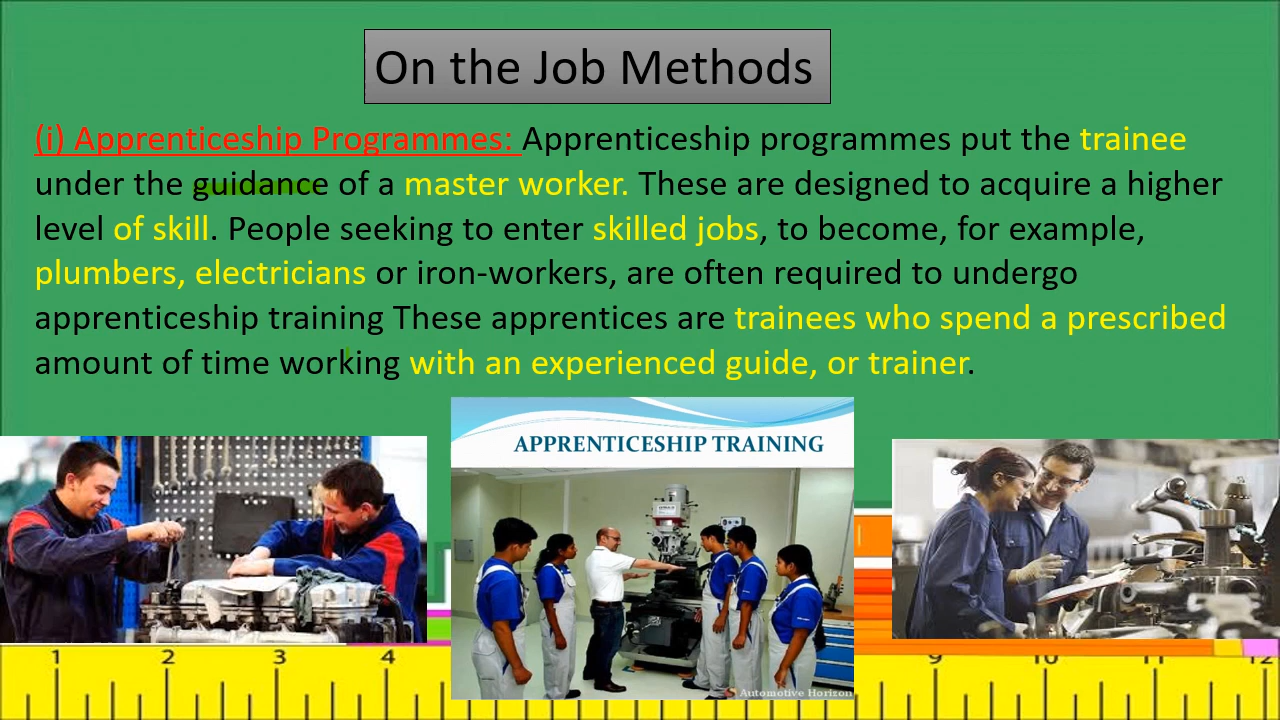 On the Job Methods
(i) Apprenticeship Programmes: Apprenticeship programmes put the trainee
under the guidance of a master worker. These are designed to acquire a higher
level of skill. People seeking to enter skilled jobs, to become, for example,
plumbers, electricians or iron-workers, are often required to undergo
apprenticeship training These apprentices are trainees who spend a prescribed
amount of time working with an experienced guide, or trainer.
APPRENTICESHIP TRAINING
Automotive Horizon
1 2 3 4 9 10 11 12